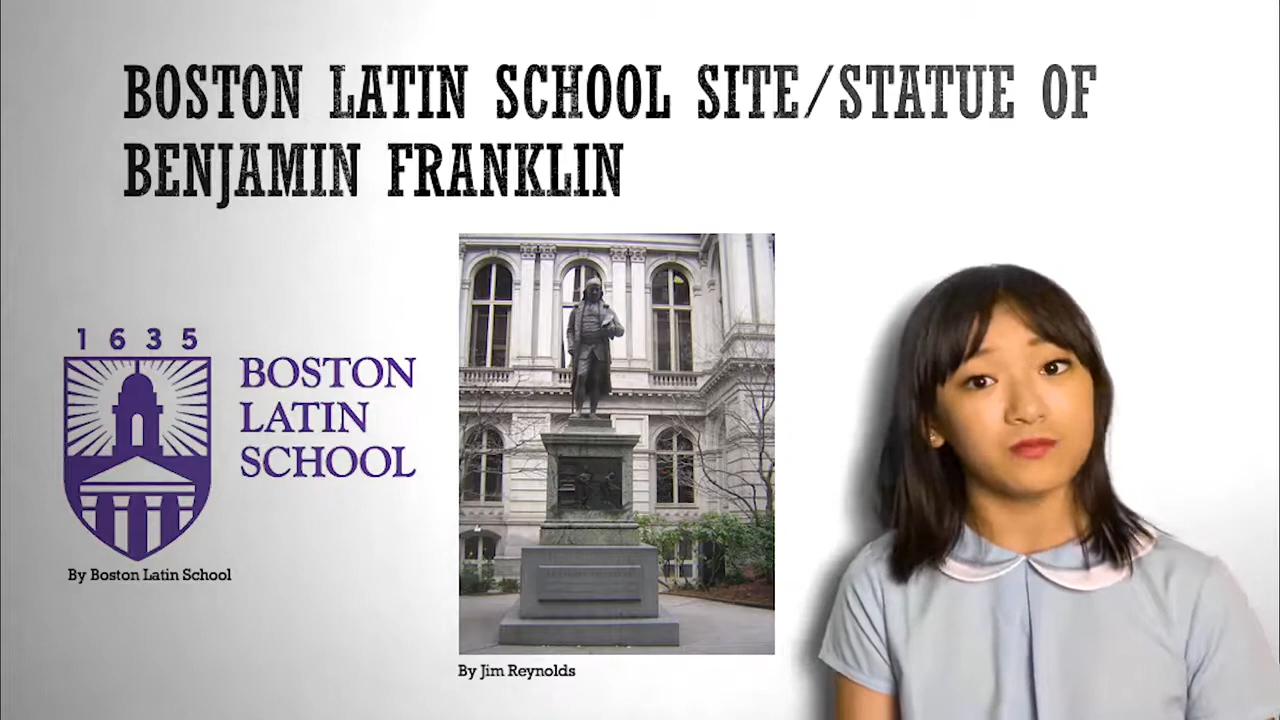 BOSTON LATIN SCHOOL SITE/STATUE OF
BENJAMIN FRANKLIN
1635
BOSTON
LATIN
SCHOOL
By Boston Latin School
By Jim Reynolds